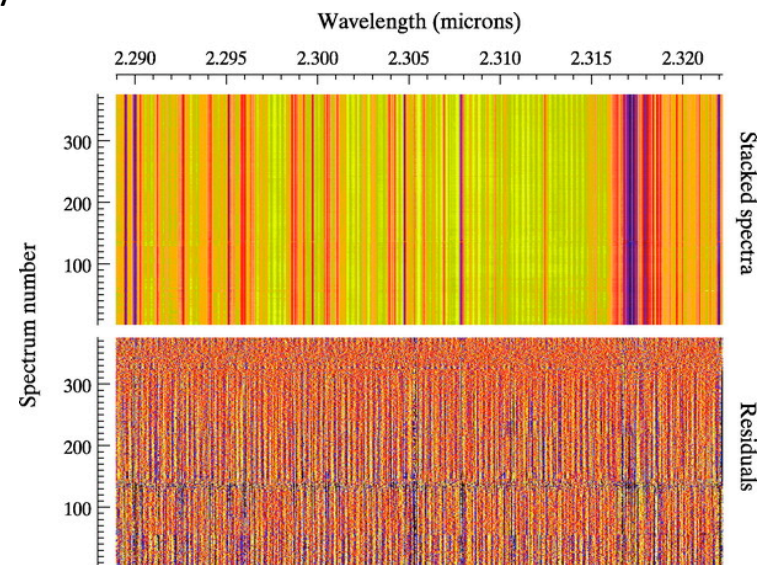 Wavelength (microns)
2.290 2.295 2.300 2.305 2.310 2.315 2.320
300
200
100
Stacked spectra
Spectrum number
300
200
100
Residuals